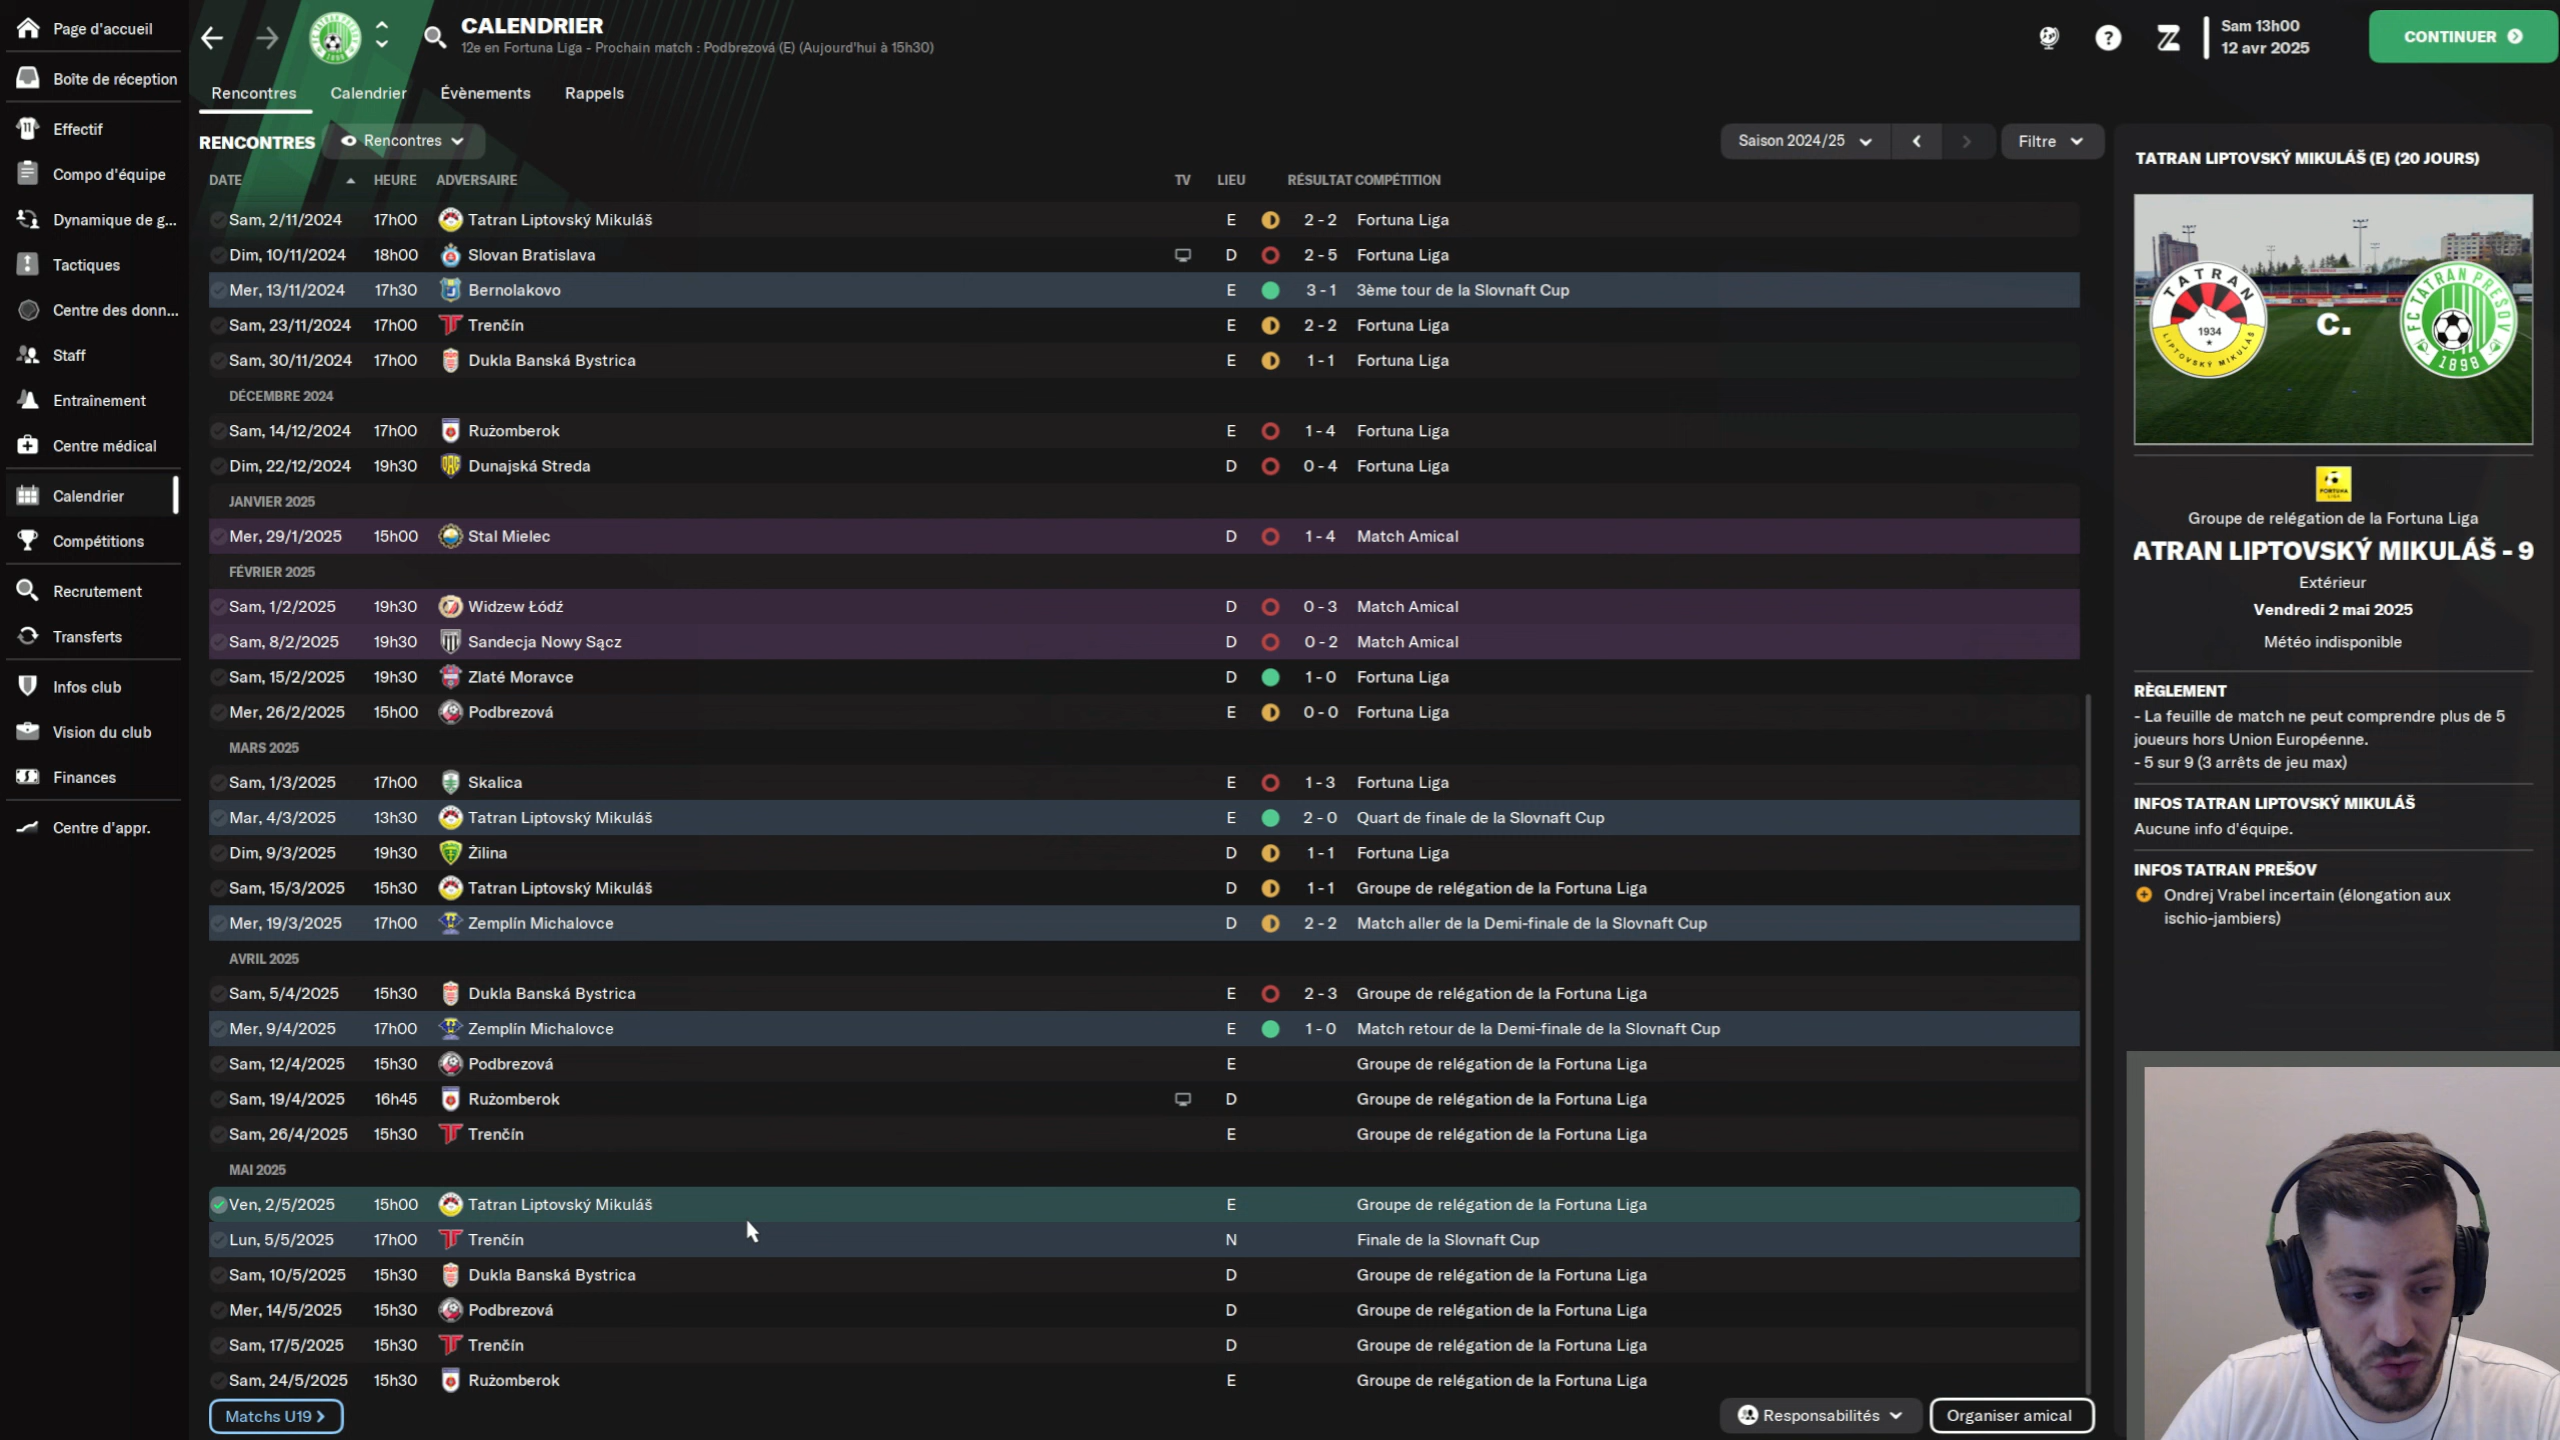 Page d'accueil
Boîte de réception
Effectif
Compo d'équipe
Dynamique de g...
Tactiques
Centre des donn...
Staff
Entraînement
Centre médical
Calendrier
Compétitions
Recrutement
Transferts
Infos club
Vision du club
Finances
Centre d'appr.
CALENDRIER
12e en Fortuna Liga - Prochain match : Podbrezová (E) (Aujourd'hui à 15h30)
Sam 13h00
12 avr 2025
CONTINUER
Rencontres Calendrier Évènements Rappels
RENCONTRES Rencontres Saison 2024/25 Filtre
DATE HEURE ADVERSAIRE TV LIEU RÉSULTAT COMPÉTITION
Sam, 2/11/2024 17h00 Tatran Liptovský Mikuláš E 2 - 2 Fortuna Liga
Dim, 10/11/2024 18h00 Slovan Bratislava D 2 - 5 Fortuna Liga
Mer, 13/11/2024 17h30 Bernolakovo E 3 - 1 3ème tour de la Slovnaft Cup
Sam, 23/11/2024 17h00 Trenčín E 2 - 2 Fortuna Liga
Sam, 30/11/2024 17h00 Dukla Banská Bystrica E 1 - 1 Fortuna Liga
DÉCEMBRE 2024
Sam, 14/12/2024 17h00 Ružomberok E 1 - 4 Fortuna Liga
Dim, 22/12/2024 19h30 Dunajská Streda D 0 - 4 Fortuna Liga
JANVIER 2025
Mer, 29/1/2025 15h00 Stal Mielec D 1 - 4 Match Amical
FÉVRIER 2025
Sam, 1/2/2025 19h30 Widzew Łódź D 0 - 3 Match Amical
Sam, 8/2/2025 19h30 Sandecja Nowy Sącz D 0 - 2 Match Amical
Sam, 15/2/2025 19h30 Zlaté Moravce D 1 - 0 Fortuna Liga
Mer, 26/2/2025 15h00 Podbrezová E 0 - 0 Fortuna Liga
MARS 2025
Sam, 1/3/2025 17h00 Skalica E 1 - 3 Fortuna Liga
Mar, 4/3/2025 13h30 Tatran Liptovský Mikuláš E 2 - 0 Quart de finale de la Slovnaft Cup
Dim, 9/3/2025 19h30 Žilina D 1 - 1 Fortuna Liga
Sam, 15/3/2025 15h30 Tatran Liptovský Mikuláš D 1 - 1 Groupe de relégation de la Fortuna Liga
Mer, 19/3/2025 17h00 Zemplín Michalovce D 2 - 2 Match aller de la Demi-finale de la Slovnaft Cup
AVRIL 2025
Sam, 5/4/2025 15h30 Dukla Banská Bystrica E 2 - 3 Groupe de relégation de la Fortuna Liga
Mer, 9/4/2025 17h00 Zemplín Michalovce E 1 - 0 Match retour de la Demi-finale de la Slovnaft Cup
Sam, 12/4/2025 15h30 Podbrezová E Groupe de relégation de la Fortuna Liga
Sam, 19/4/2025 16h45 Ružomberok D Groupe de relégation de la Fortuna Liga
Sam, 26/4/2025 15h30 Trenčín E Groupe de relégation de la Fortuna Liga
MAI 2025
Ven, 2/5/2025 15h00 Tatran Liptovský Mikuláš E Groupe de relégation de la Fortuna Liga
Lun, 5/5/2025 17h00 Trenčín N Finale de la Slovnaft Cup
Sam, 10/5/2025 15h30 Dukla Banská Bystrica D Groupe de relégation de la Fortuna Liga
Mer, 14/5/2025 15h30 Podbrezová D Groupe de relégation de la Fortuna Liga
Sam, 17/5/2025 15h30 Trenčín D Groupe de relégation de la Fortuna Liga
Sam, 24/5/2025 15h30 Ružomberok E Groupe de relégation de la Fortuna Liga
Matchs U19 Responsabilités Organiser amical
TATRAN LIPTOVSKÝ MIKULÁŠ (E) (20 JOURS)
TATRAN
1934
LIPTOVSKÝ MIKULÁŠ
C.
FC TATRAN PREŠOV
1898
FORTUNA
LIGA
Groupe de relégation de la Fortuna Liga
ATRAN LIPTOVSKÝ MIKULÁŠ - 9
Extérieur
Vendredi 2 mai 2025
Météo indisponible
RÈGLEMENT
- La feuille de match ne peut comprendre plus de 5
joueurs hors Union Européenne.
- 5 sur 9 (3 arrêts de jeu max)
INFOS TATRAN LIPTOVSKÝ MIKULÁŠ
Aucune info d'équipe.
INFOS TATRAN PREŠOV
Ondrej Vrabel incertain (élongation aux
ischio-jambiers)